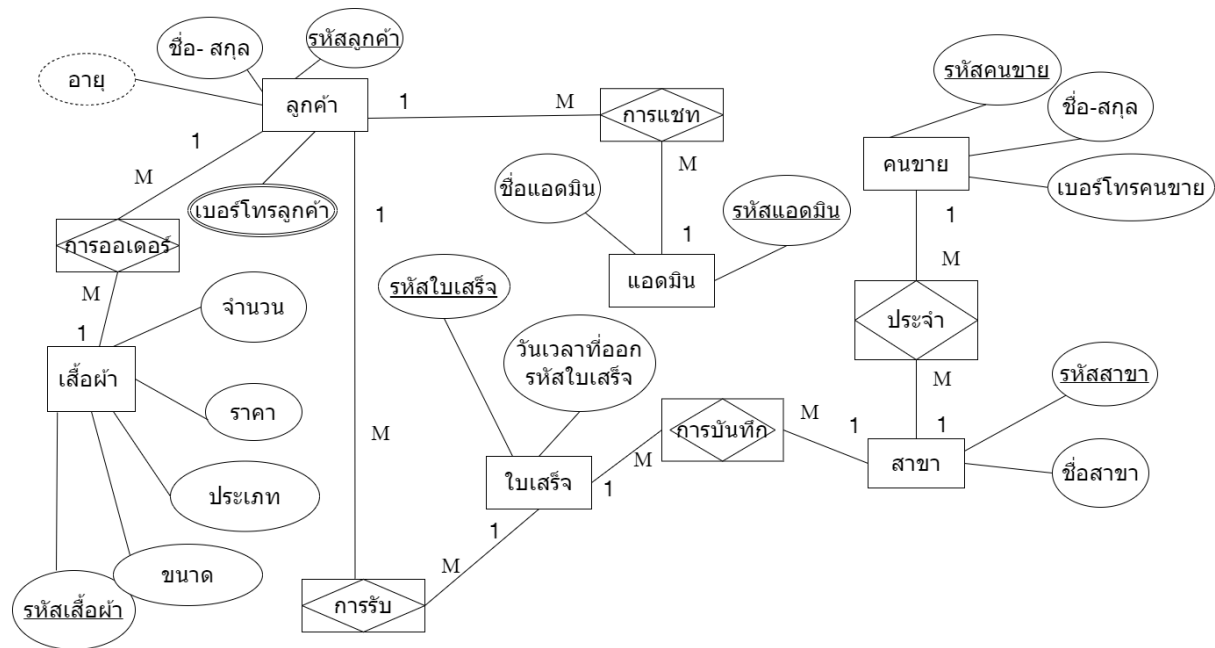 ชื่อ- สกุล
รหัสลูกค้า
อายุ
ลูกค้า
1
M
การแชท
รหัสคนขาย
ชื่อ-สกุล
คนขาย
เบอร์โทรคนขาย
1
M
เบอร์โทรลูกค้า
1
M
ชื่อแอดมิน
รหัสแอดมิน
1
แอดมิน
1
M
ประจำ
M
1
การออเดอร์
M
1
เสื้อผ้า
จำนวน
ราคา
ประเภท
ขนาด
รหัสเสื้อผ้า
รหัสใบเสร็จ
วันเวลาที่ออก
รหัสใบเสร็จ
M
ใบเสร็จ
1
M
การบันทึก
M
1
สาขา
รหัสสาขา
ชื่อสาขา
1
M
การรับ